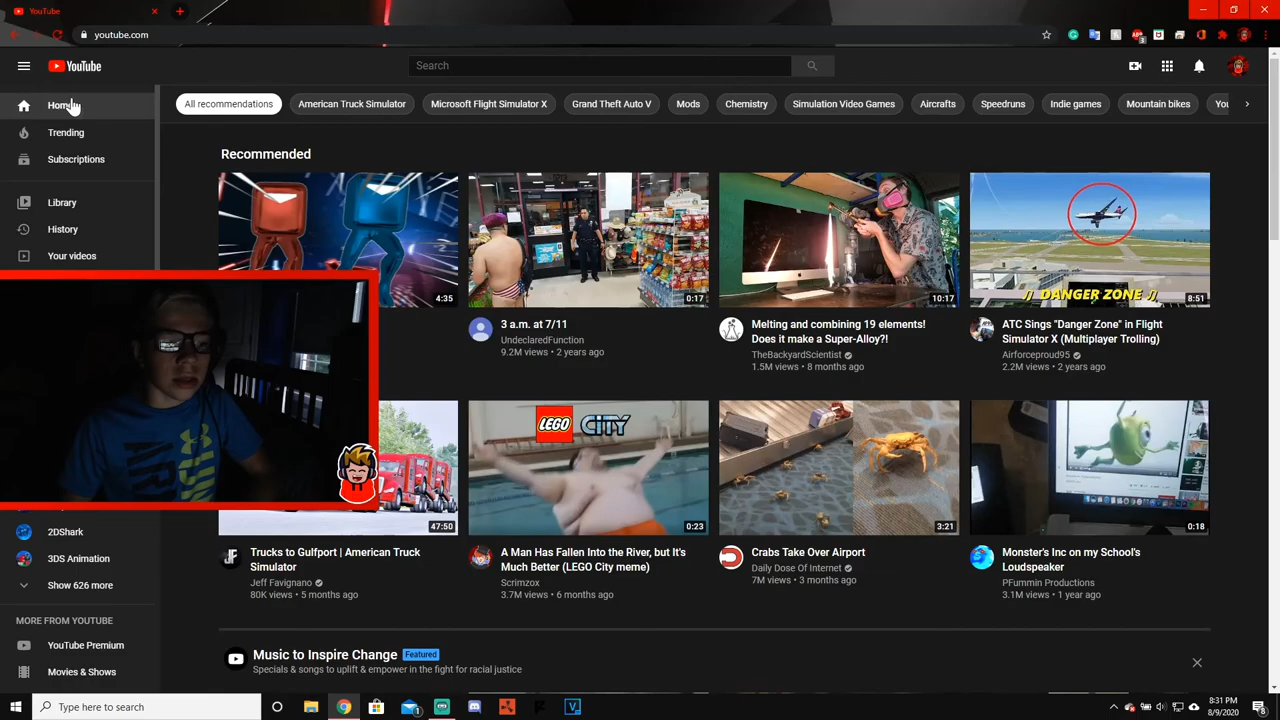 YouTube
youtube.com
3
YouTube
Search
Home
Trending
Subscriptions
Library
History
Your videos
2DShark
3DS Animation
Show 626 more
MORE FROM YOUTUBE
YouTube Premium
Movies & Shows
All recommendations
American Truck Simulator
Microsoft Flight Simulator X
Grand Theft Auto V
Mods
Chemistry
Simulation Video Games
Aircrafts
Speedruns
Indie games
Mountain bikes
You
Recommended
4:35
0:17
10:17
♫ DANGER ZONE ♫
8:51
3 a.m. at 7/11
UndeclaredFunction
9.2M views • 2 years ago
Melting and combining 19 elements!
Does it make a Super-Alloy?!
TheBackyardScientist
1.5M views • 8 months ago
ATC Sings "Danger Zone" in Flight
Simulator X (Multiplayer Trolling)
Airforceproud95
2.2M views • 2 years ago
47:50
LEGO CITY
0:23
3:21
0:18
Trucks to Gulfport | American Truck
Simulator
Jeff Favignano
80K views • 5 months ago
A Man Has Fallen Into the River, but It's
Much Better (LEGO City meme)
Scrimzox
3.7M views • 6 months ago
Crabs Take Over Airport
Daily Dose Of Internet
7M views • 3 months ago
Monster's Inc on my School's
Loudspeaker
PFummin Productions
3.1M views • 1 year ago
Music to Inspire Change
Featured
Specials & songs to uplift & empower in the fight for racial justice
Type here to search
8:31 PM
8/9/2020
8